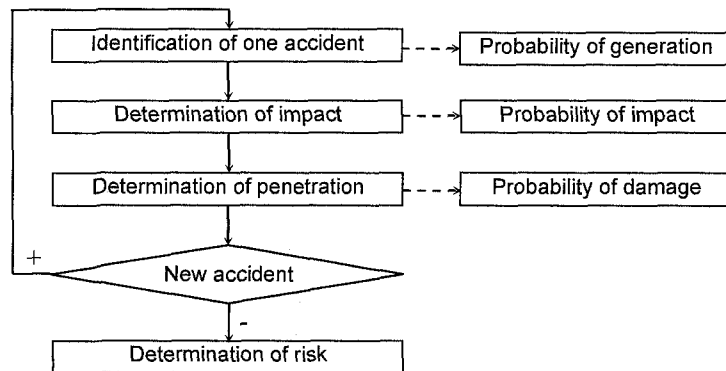 Identification of one accident
Probability of generation
Determination of impact
Probability of impact
Determination of penetration
Probability of damage
+
New accident
-
Determination of risk